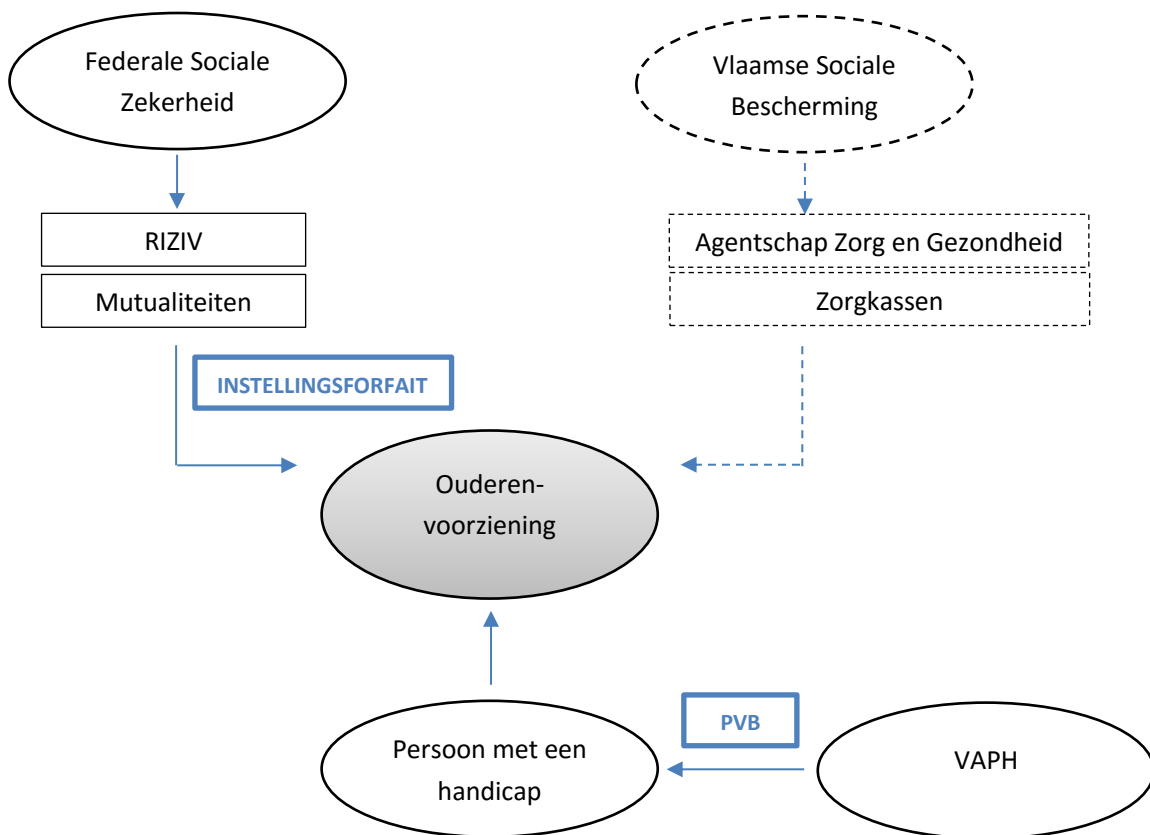 Federale Sociale
Zekerheid
Vlaamse Sociale
Bescherming
RIZIV
Mutualiteiten
Agentschap Zorg en Gezondheid
Zorgkassen
INSTELLINGSFORFAIT
Ouderen-
voorziening
PVB
Persoon met een
handicap
VAPH